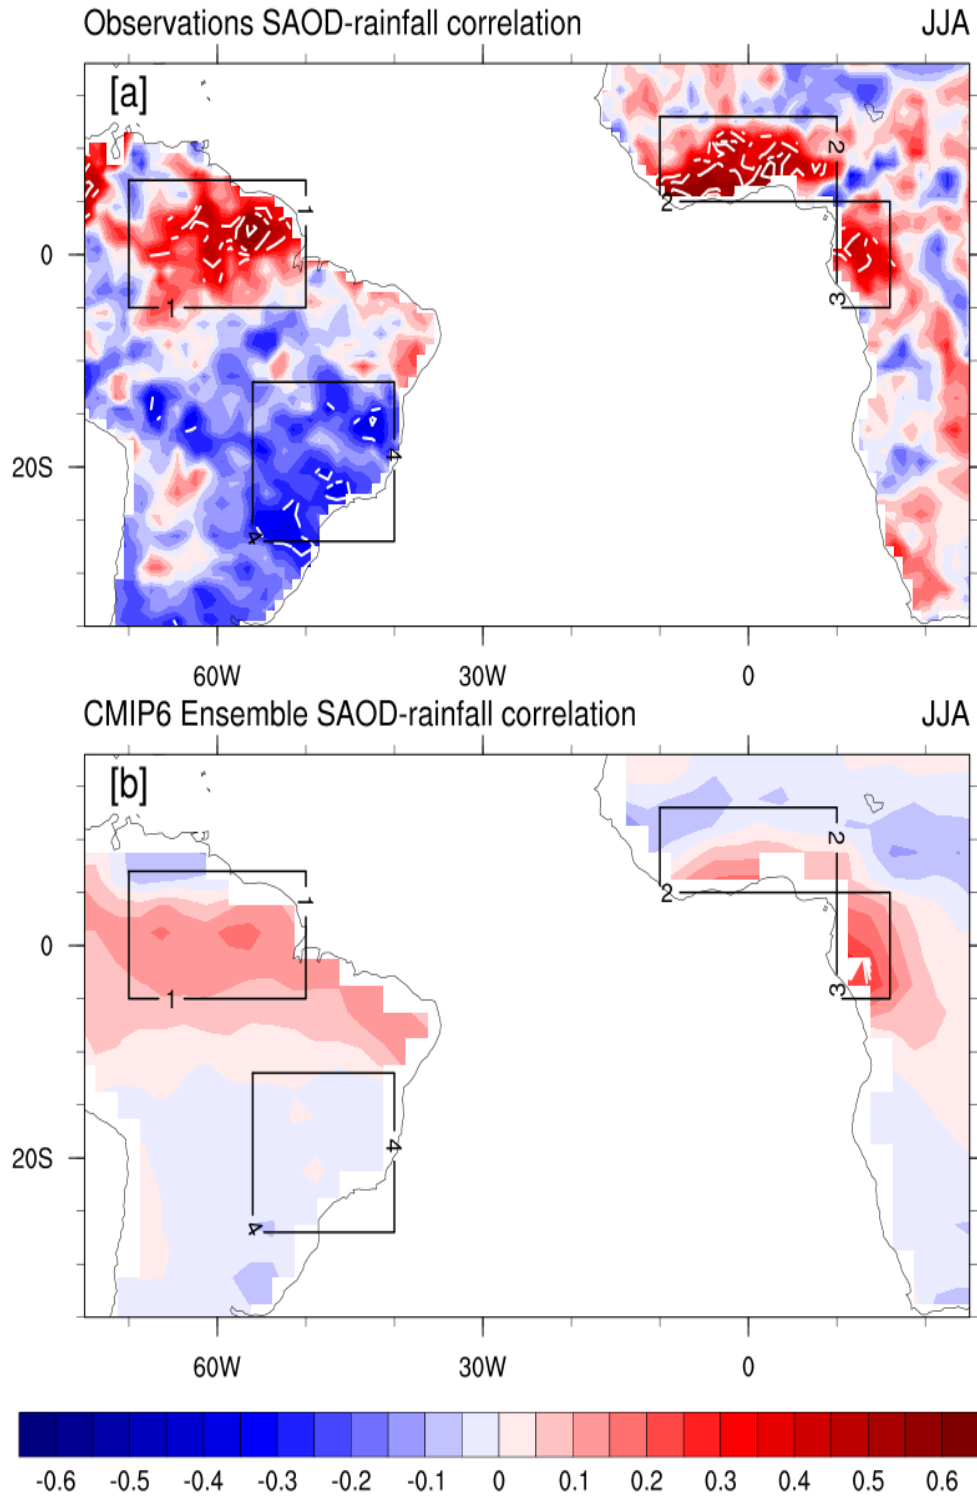 Observations SAOD-rainfall correlation JJA
[a]
2
1
2
0
3
1
4
20S
4
60W 30W 0
CMIP6 Ensemble SAOD-rainfall correlation JJA
[b]
2
1
2
0
3
1
4
20S
4
60W 30W 0
-0.6 -0.5 -0.4 -0.3 -0.2 -0.1 0 0.1 0.2 0.3 0.4 0.5 0.6